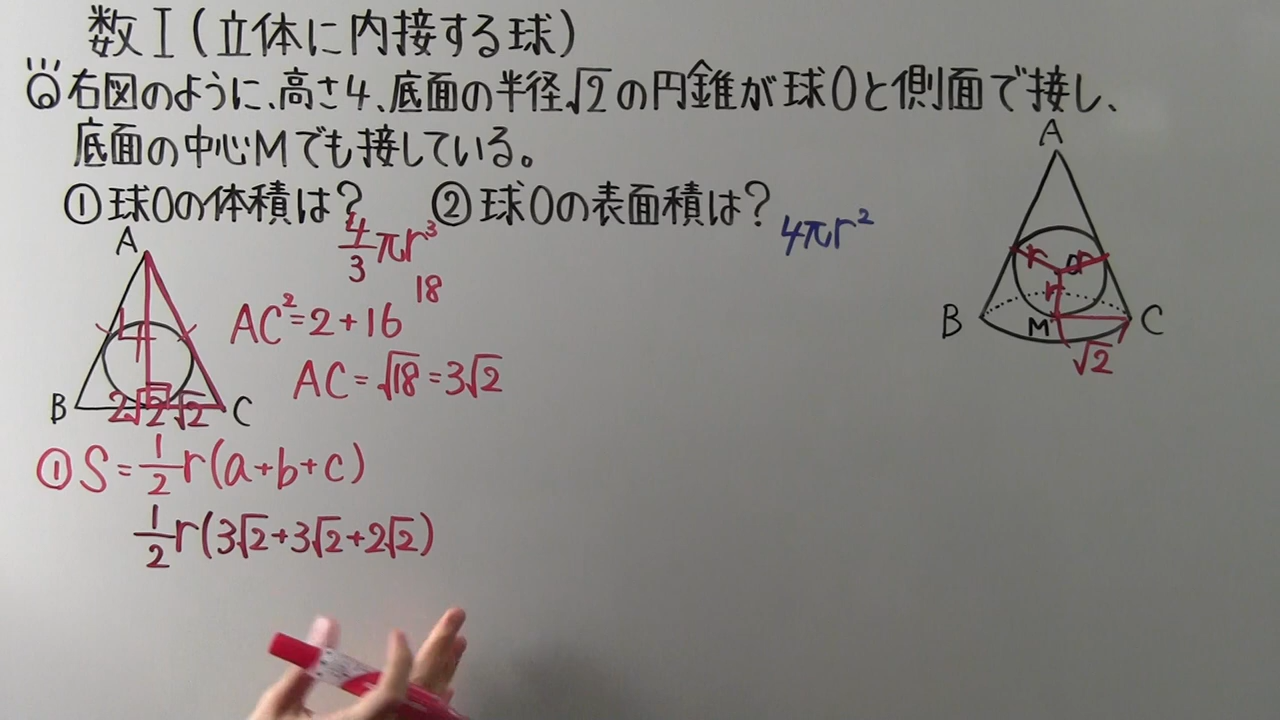 数Ⅰ(立体に内接する球)
Q 右図のように、高さ4、底面の半径√2の円錐が球Oと側面で接し、
底面の中心Mでも接している。
①球Oの体積は? ②球Oの表面積は?
4/3 πr³ 4πr²
18
AC²=2+16
AC=√18=3√2
A
4
B 2√2 √2 C
①S=1/2 r(a+b+c)
1/2 r(3√2+3√2+2√2)
A
r O r
r
B M C
√2